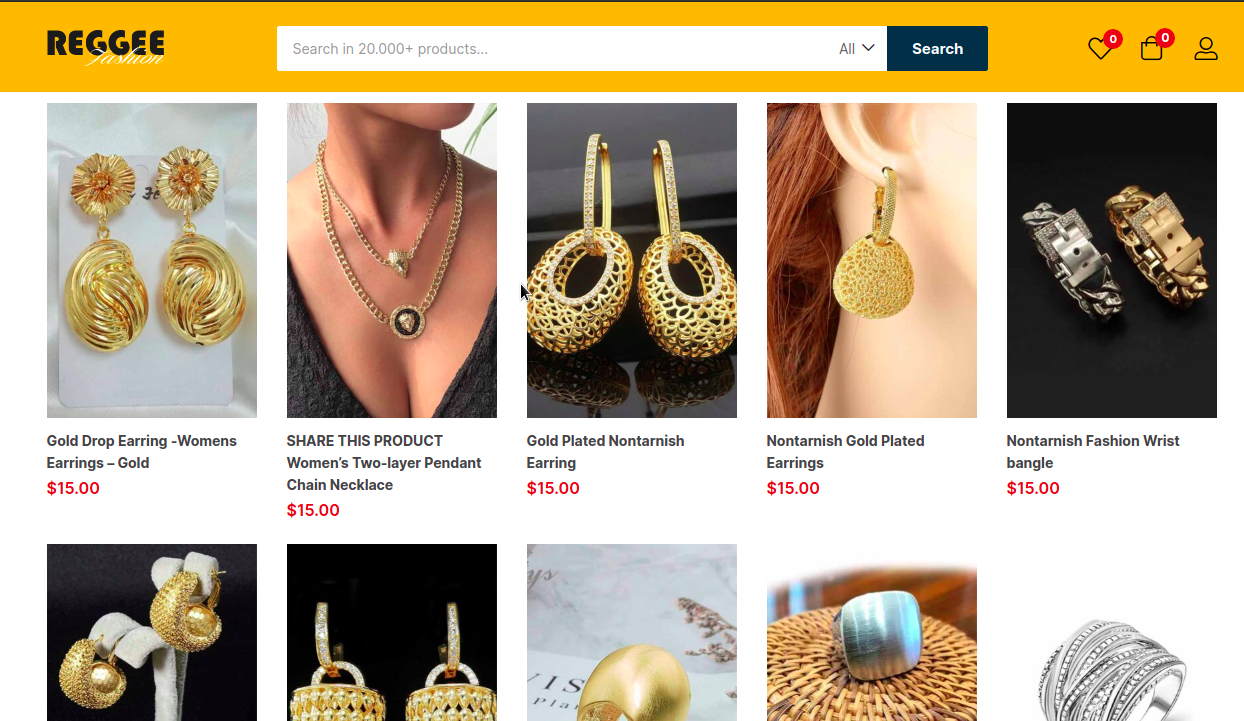 REGGEE
Fashion
Search in 20.000+ products...
All
Search
0
0
Gold Drop Earring -Womens
Earrings – Gold
$15.00
SHARE THIS PRODUCT
Women’s Two-layer Pendant
Chain Necklace
$15.00
Gold Plated Nontarnish
Earring
$15.00
Nontarnish Gold Plated
Earrings
$15.00
Nontarnish Fashion Wrist
bangle
$15.00